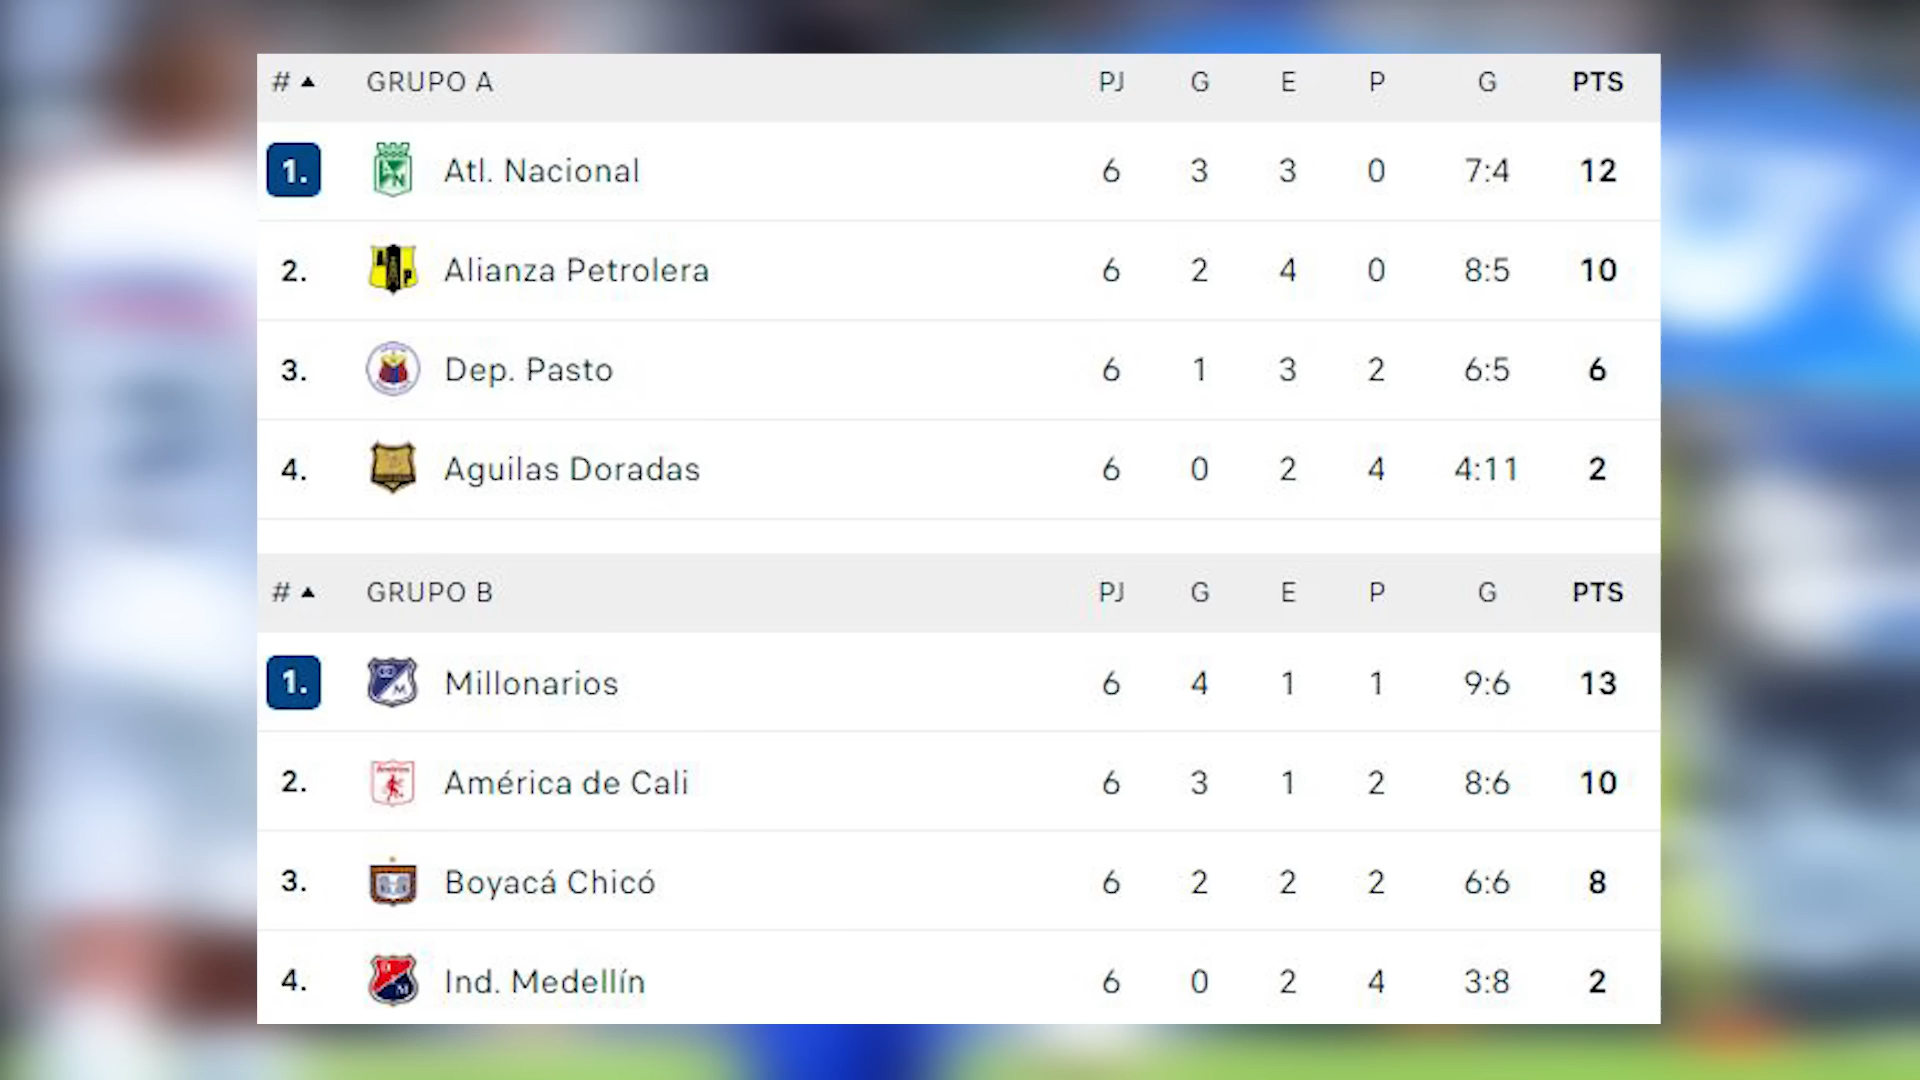 # ▲ GRUPO A PJ G E P G PTS
1. Atl. Nacional 6 3 3 0 7:4 12
2. Alianza Petrolera 6 2 4 0 8:5 10
3. Dep. Pasto 6 1 3 2 6:5 6
4. Aguilas Doradas 6 0 2 4 4:11 2
# ▲ GRUPO B PJ G E P G PTS
1. Millonarios 6 4 1 1 9:6 13
2. América de Cali 6 3 1 2 8:6 10
3. Boyacá Chicó 6 2 2 2 6:6 8
4. Ind. Medellín 6 0 2 4 3:8 2